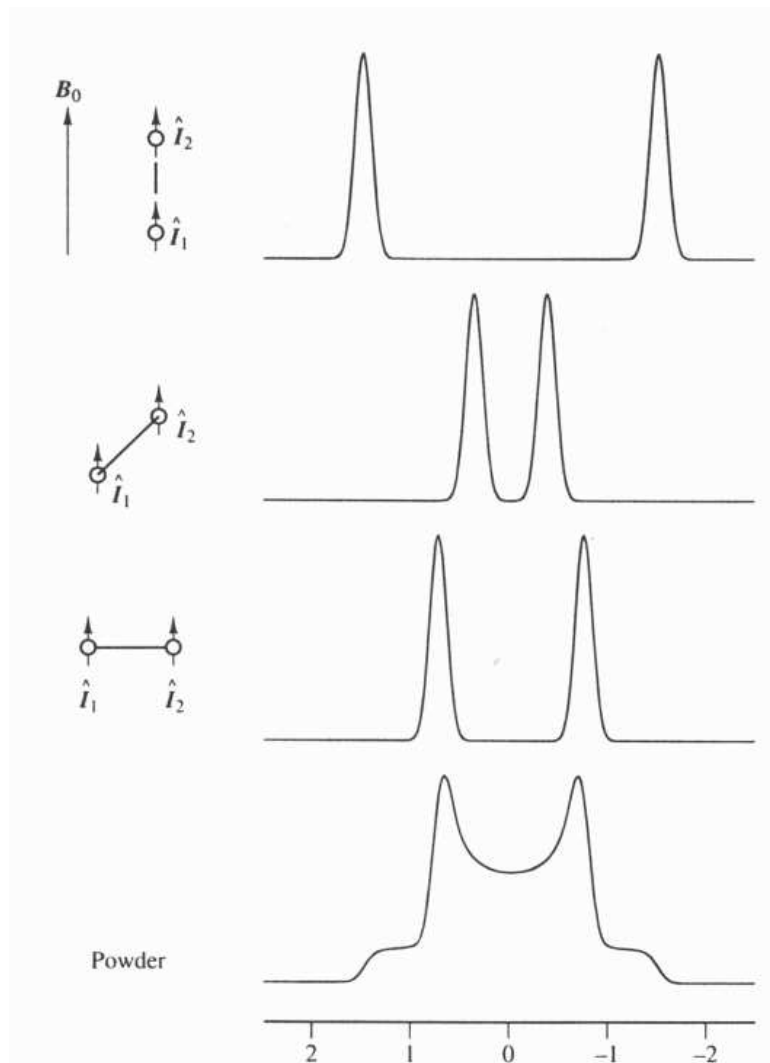 B₀
Î₂
Î₁
Î₂
Î₁
Î₁ Î₂
Powder
2 1 0 –1 –2